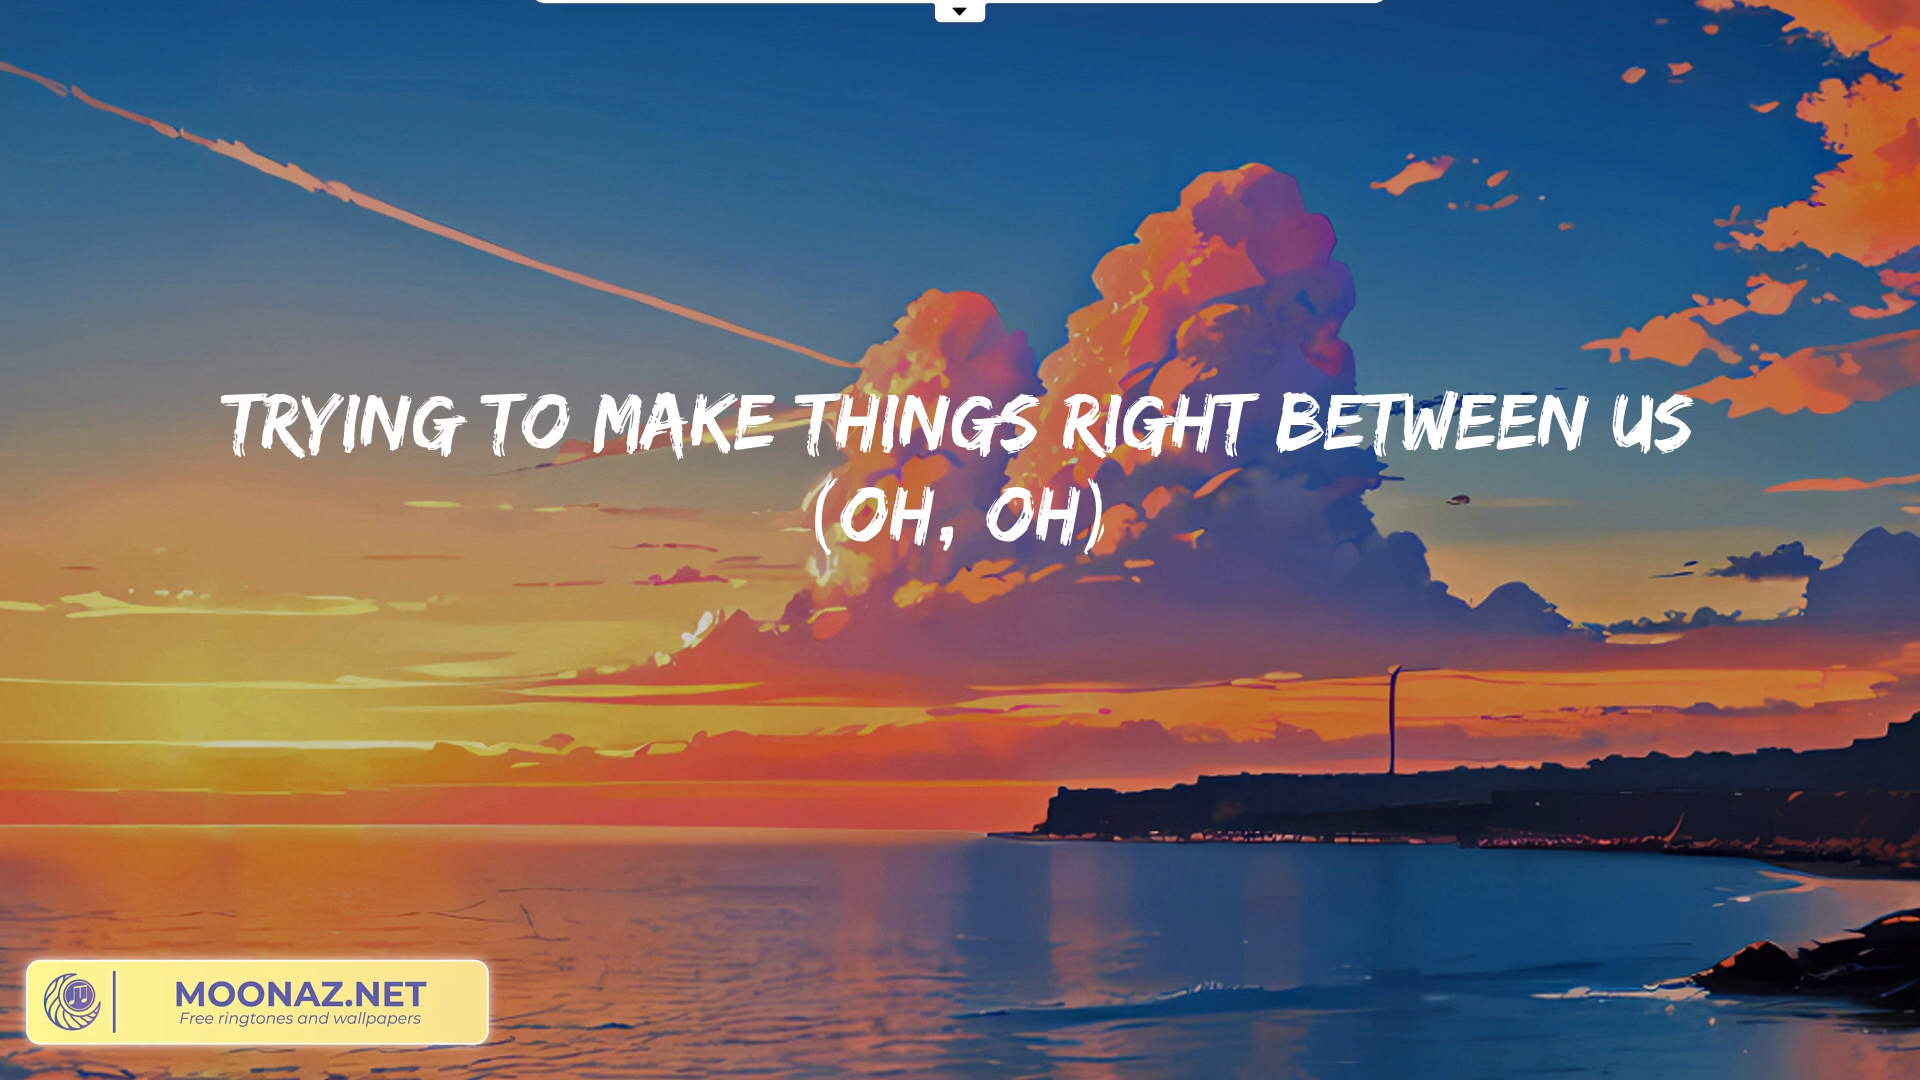 TRYING TO MAKE THINGS RIGHT BETWEEN US
(OH, OH)
MOONAZ.NET
Free ringtones and wallpapers